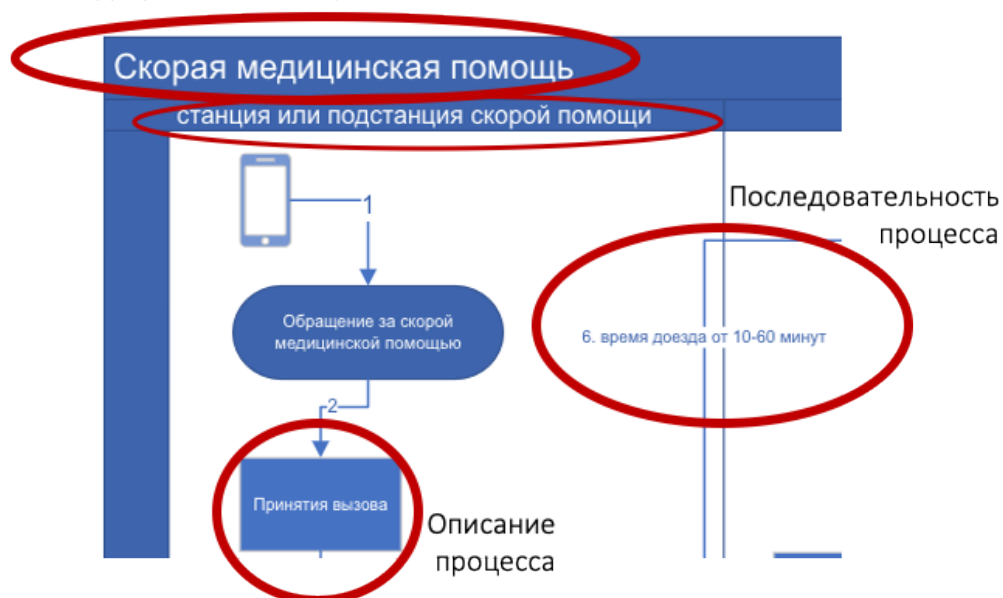 Скорая медицинская помощь
станция или подстанция скорой помощи
1
Последовательность
процесса
Обращение за скорой
медицинской помощью
6. время доезда от 10-60 минут
2
Принятия вызова
Описание
процесса